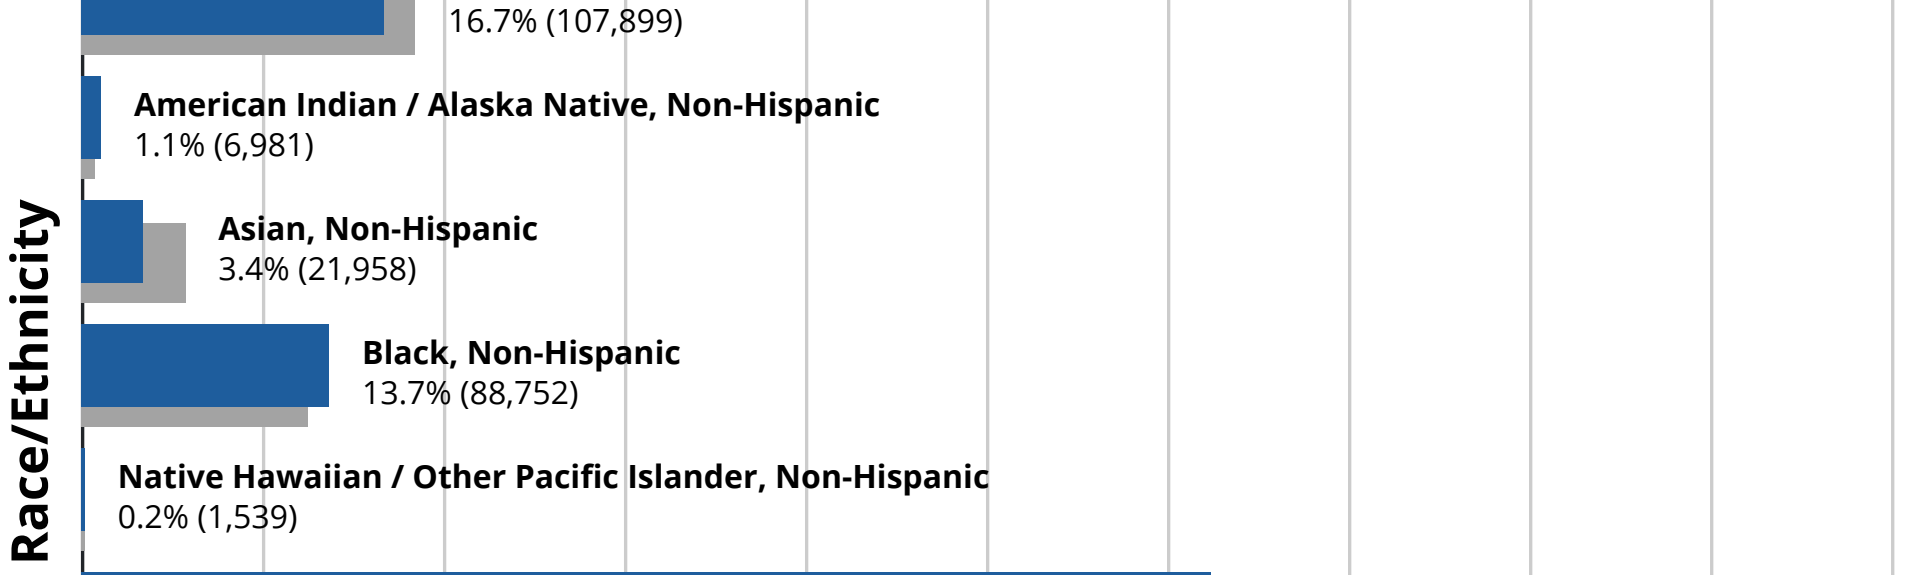 16.7% (107,899)
American Indian / Alaska Native, Non-Hispanic
1.1% (6,981)
Asian, Non-Hispanic
3.4% (21,958)
Black, Non-Hispanic
13.7% (88,752)
Native Hawaiian / Other Pacific Islander, Non-Hispanic
0.2% (1,539)
Race/Ethnicity